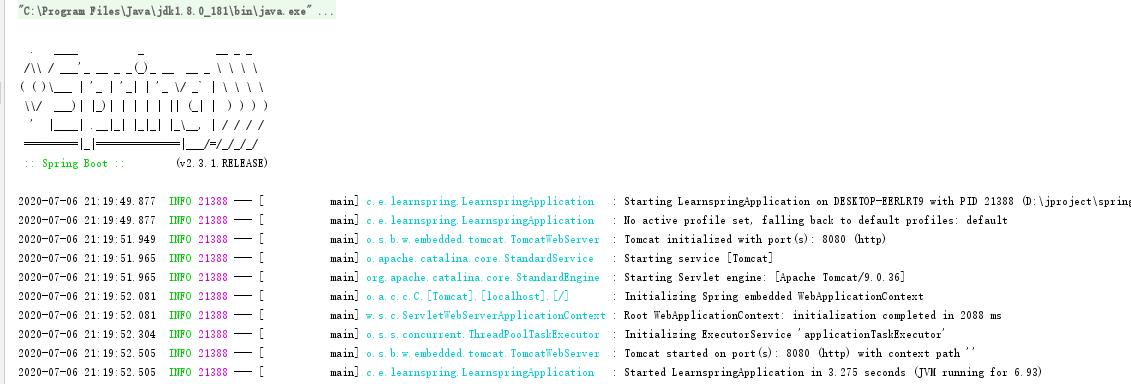 "C:\Program Files\Java\jdk1.8.0_181\bin\java.exe" ...
  .   ____          _            __ _ _
 /\\ / ___'_ __ _ _(_)_ __  __ _ \ \ \ \
( ( )\___ | '_ | '_| | '_ \/ _` | \ \ \ \
 \\/  ___)| |_)| | | | | || (_| |  ) ) ) )
  '  |____| .__|_| |_|_| |_\__, | / / / /
 =========|_|==============|___/=/_/_/_/
:: Spring Boot :: (v2.3.1.RELEASE)
2020-07-06 21:19:49.877 INFO 21388 --- [ main] c.e.learnspring.LearnspringApplication : Starting LearnspringApplication on DESKTOP-EERLRT9 with PID 21388 (D:\jproject\spring
2020-07-06 21:19:49.877 INFO 21388 --- [ main] c.e.learnspring.LearnspringApplication : No active profile set, falling back to default profiles: default
2020-07-06 21:19:51.949 INFO 21388 --- [ main] o.s.b.w.embedded.tomcat.TomcatWebServer : Tomcat initialized with port(s): 8080 (http)
2020-07-06 21:19:51.965 INFO 21388 --- [ main] o.apache.catalina.core.StandardService : Starting service [Tomcat]
2020-07-06 21:19:51.965 INFO 21388 --- [ main] org.apache.catalina.core.StandardEngine : Starting Servlet engine: [Apache Tomcat/9.0.36]
2020-07-06 21:19:52.081 INFO 21388 --- [ main] o.a.c.c.C.[Tomcat].[localhost].[/] : Initializing Spring embedded WebApplicationContext
2020-07-06 21:19:52.081 INFO 21388 --- [ main] w.s.c.ServletWebServerApplicationContext : Root WebApplicationContext: initialization completed in 2088 ms
2020-07-06 21:19:52.304 INFO 21388 --- [ main] o.s.s.concurrent.ThreadPoolTaskExecutor : Initializing ExecutorService 'applicationTaskExecutor'
2020-07-06 21:19:52.505 INFO 21388 --- [ main] o.s.b.w.embedded.tomcat.TomcatWebServer : Tomcat started on port(s): 8080 (http) with context path ''
2020-07-06 21:19:52.505 INFO 21388 --- [ main] c.e.learnspring.LearnspringApplication : Started LearnspringApplication in 3.275 seconds (JVM running for 6.93)